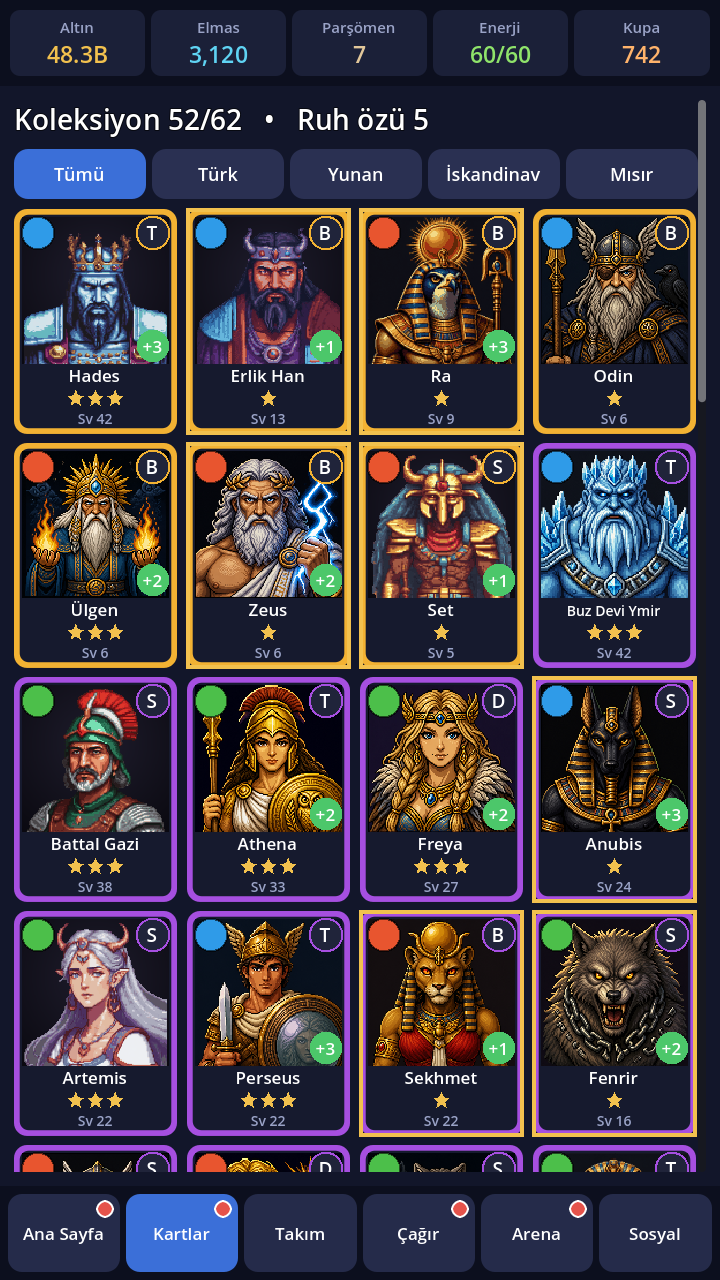 Altın Elmas Parşömen Enerji Kupa
48.3B 3,120 7 60/60 742
Koleksiyon 52/62 • Ruh özü 5
Tümü Türk Yunan İskandinav Mısır
T B B B
+3 +1 +3
Hades Erlik Han Ra Odin
Sv 42 Sv 13 Sv 9 Sv 6
B B S T
+2 +2 +1
Ülgen Zeus Set Buz Devi Ymir
Sv 6 Sv 6 Sv 5 Sv 42
S T D S
+2 +2 +3
Battal Gazi Athena Freya Anubis
Sv 38 Sv 33 Sv 27 Sv 24
S T B S
+3 +1 +2
Artemis Perseus Sekhmet Fenrir
Sv 22 Sv 22 Sv 22 Sv 16
S D S T
Ana Sayfa Kartlar Takım Çağır Arena Sosyal